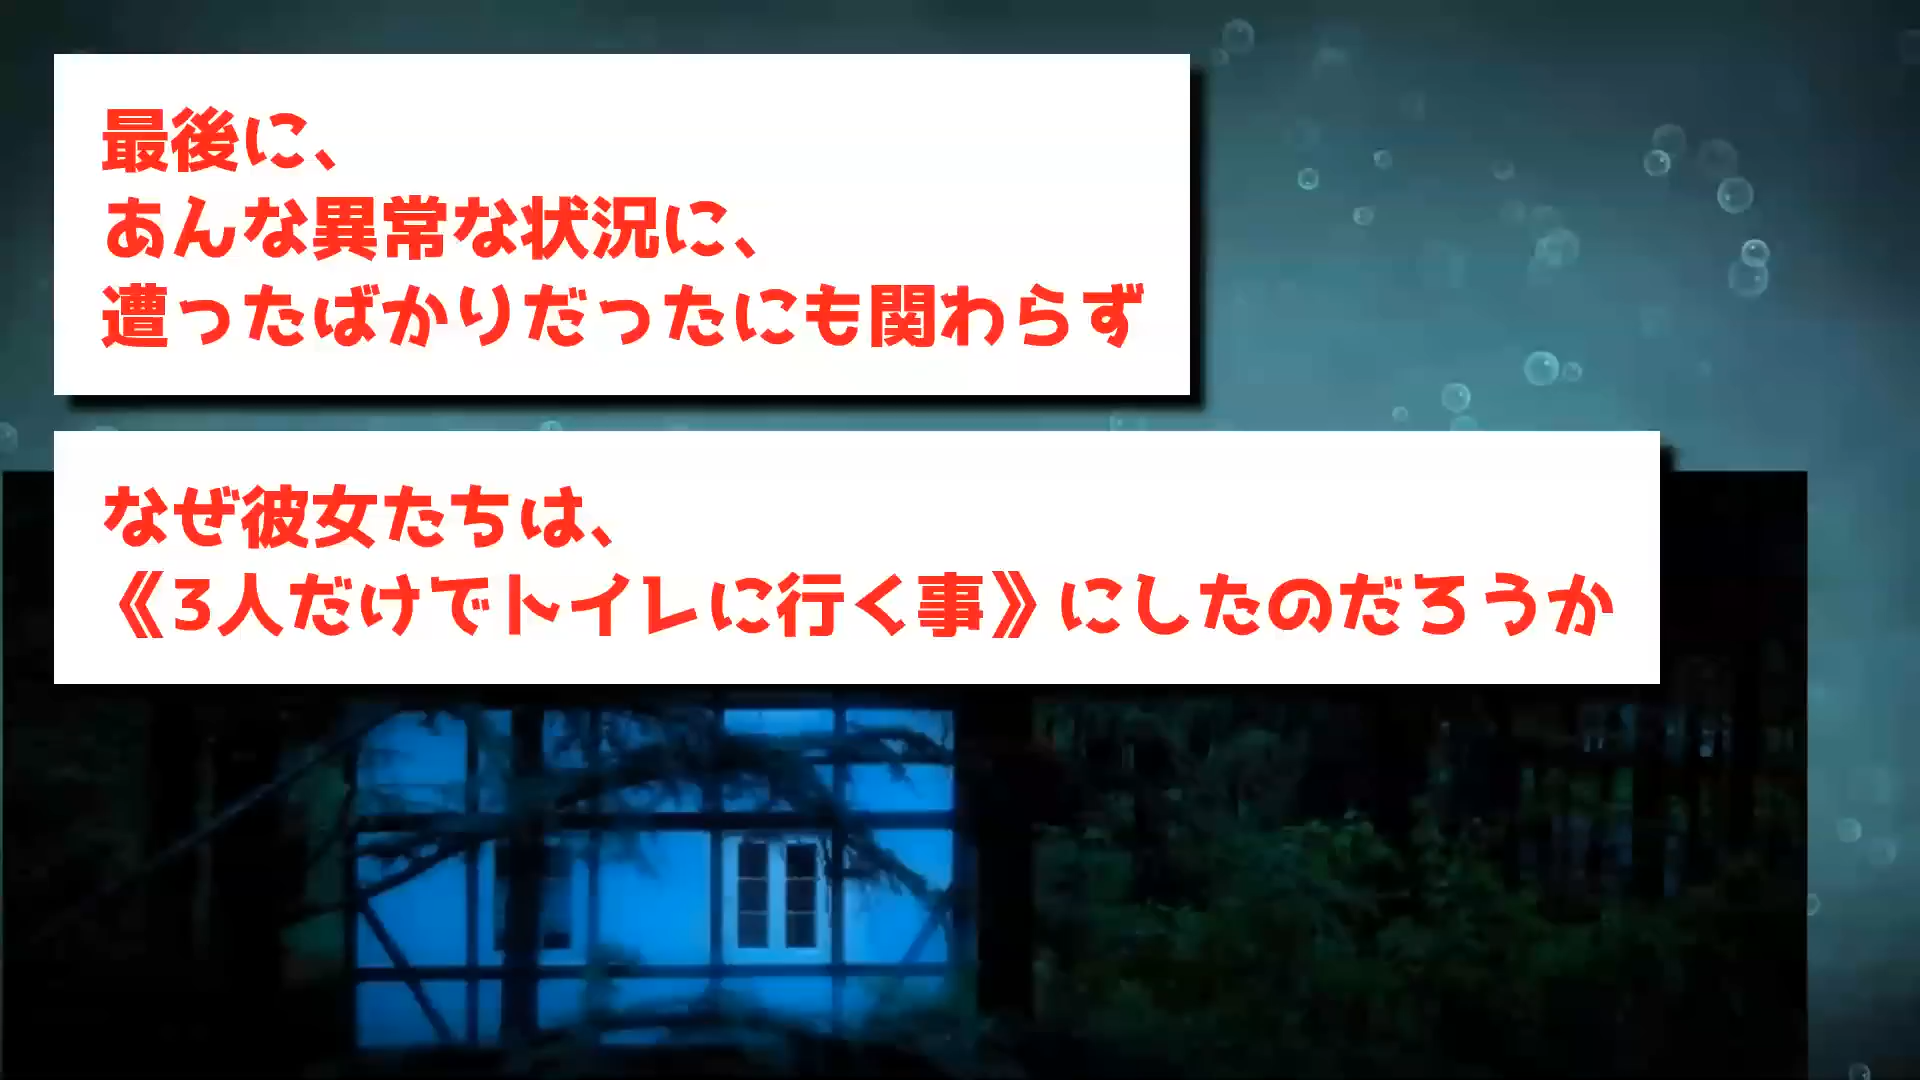 最後に、
あんな異常な状況に、
遭ったばかりだったにも関わらず
なぜ彼女たちは、
《3人だけでトイレに行く事》にしたのだろうか